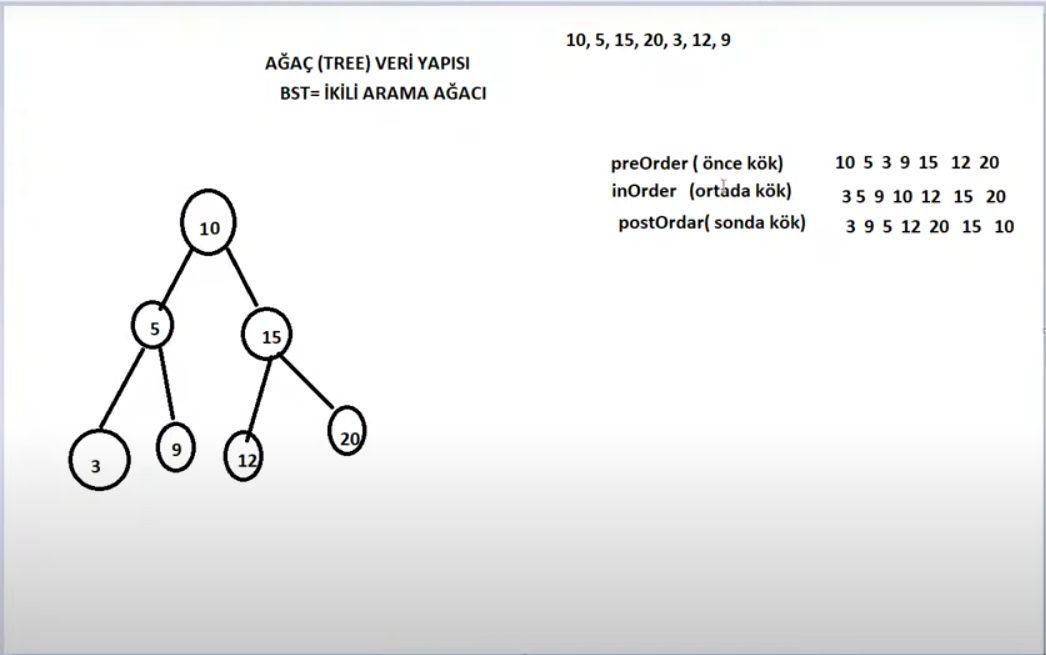 10, 5, 15, 20, 3, 12, 9
AĞAÇ (TREE) VERİ YAPISI
BST= İKİLİ ARAMA AĞACI
preOrder ( önce kök) 10 5 3 9 15 12 20
inOrder (ortada kök) 3 5 9 10 12 15 20
postOrdar( sonda kök) 3 9 5 12 20 15 10
10
5
15
3
9
12
20